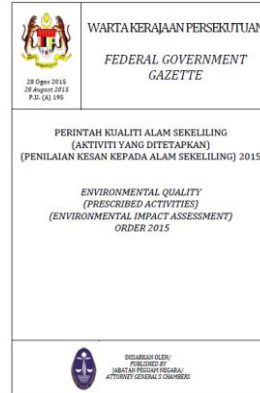 WARTA KERAJAAN PERSEKUTUAN
FEDERAL GOVERNMENT
GAZETTE
28 Ogos 2015
28 August 2015
P.U. (A) 195
PERINTAH KUALITI ALAM SEKELILING
(AKTIVITI YANG DITETAPKAN)
(PENILAIAN KESAN KEPADA ALAM SEKELILING) 2015
ENVIRONMENTAL QUALITY
(PRESCRIBED ACTIVITIES)
(ENVIRONMENTAL IMPACT ASSESSMENT)
ORDER 2015
DISIARKAN OLEH/
PUBLISHED BY
JABATAN PEGUAM NEGARA/
ATTORNEY GENERAL'S CHAMBERS